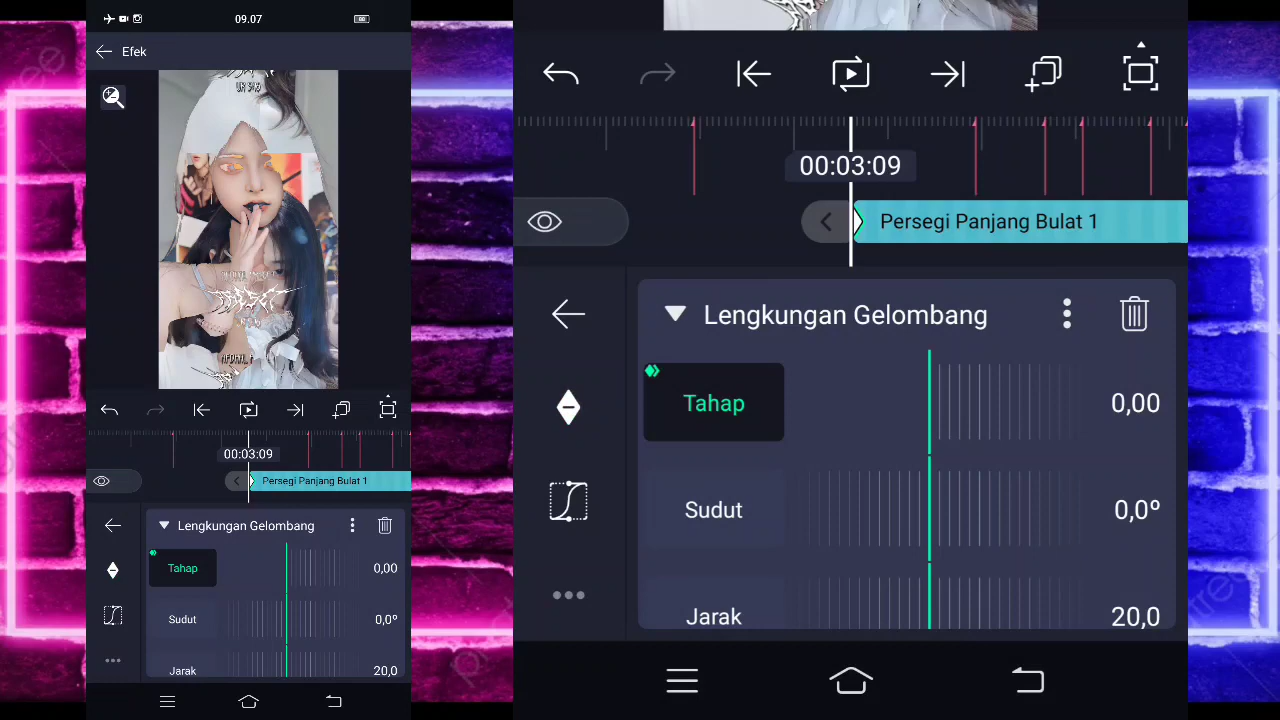 09.07
Efek
00:03:09
Persegi Panjang Bulat 1
Lengkungan Gelombang
Tahap
0,00
Sudut
0,0º
Jarak
20,0
00:03:09
Persegi Panjang Bulat 1
Lengkungan Gelombang
Tahap
0,00
Sudut
0,0º
Jarak
20,0